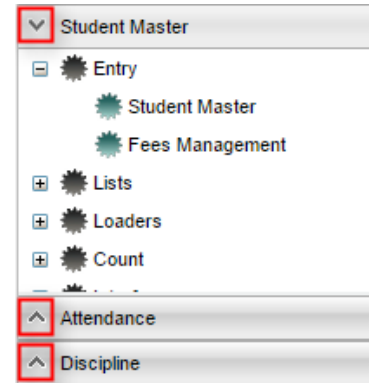 Student Master
Entry
Student Master
Fees Management
Lists
Loaders
Count
Attendance
Discipline